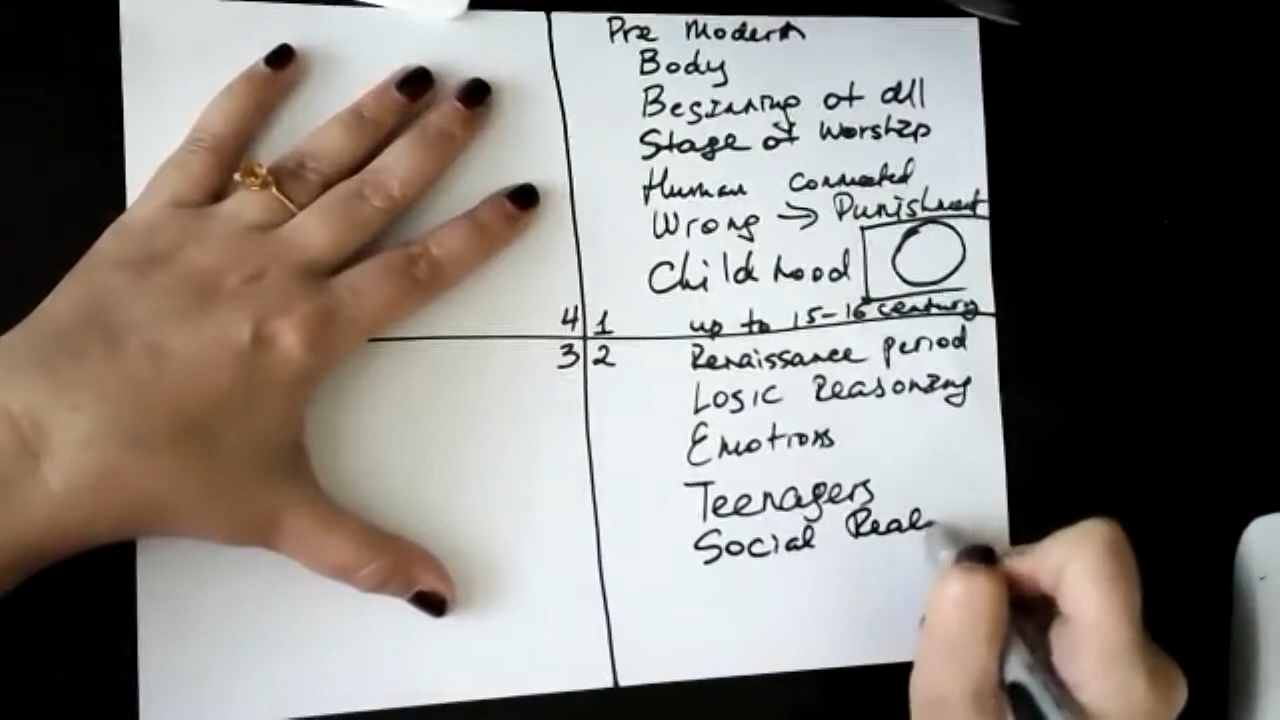 Pre Modern
Body
Beginning of all
Stage of worship
Human connected
Wrong → Punishment
Childhood
up to 15-16 century
4 1
3 2
Renaissance period
Logic Reasoning
Emotions
Teenagers
Social Real